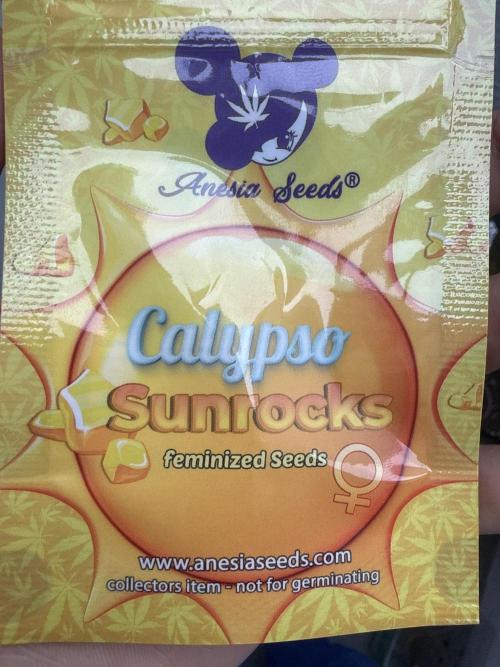 Anesia Seeds®
Calypso
Sunrocks
feminized Seeds
www.anesiaseeds.com
collectors item - not for germinating